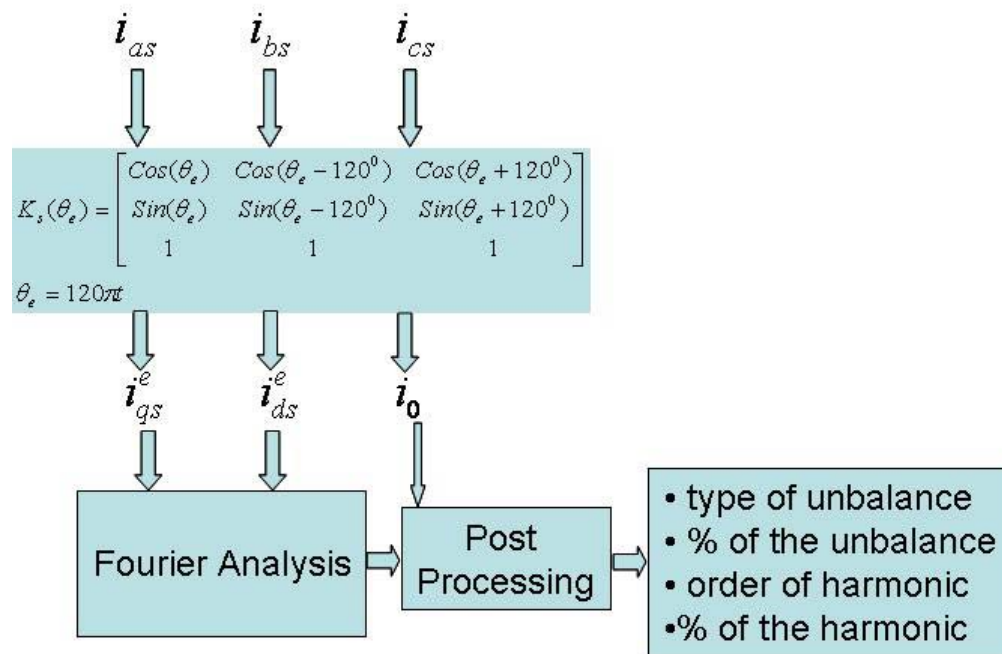 i_as i_bs i_cs
K_s(θ_e) = [Cos(θ_e) Cos(θ_e − 120⁰) Cos(θ_e + 120⁰)
Sin(θ_e) Sin(θ_e − 120⁰) Sin(θ_e + 120⁰)
1 1 1]
θ_e = 120πt
i^e_qs i^e_ds i_0
Fourier Analysis
Post
Processing
• type of unbalance
• % of the unbalance
• order of harmonic
•% of the harmonic